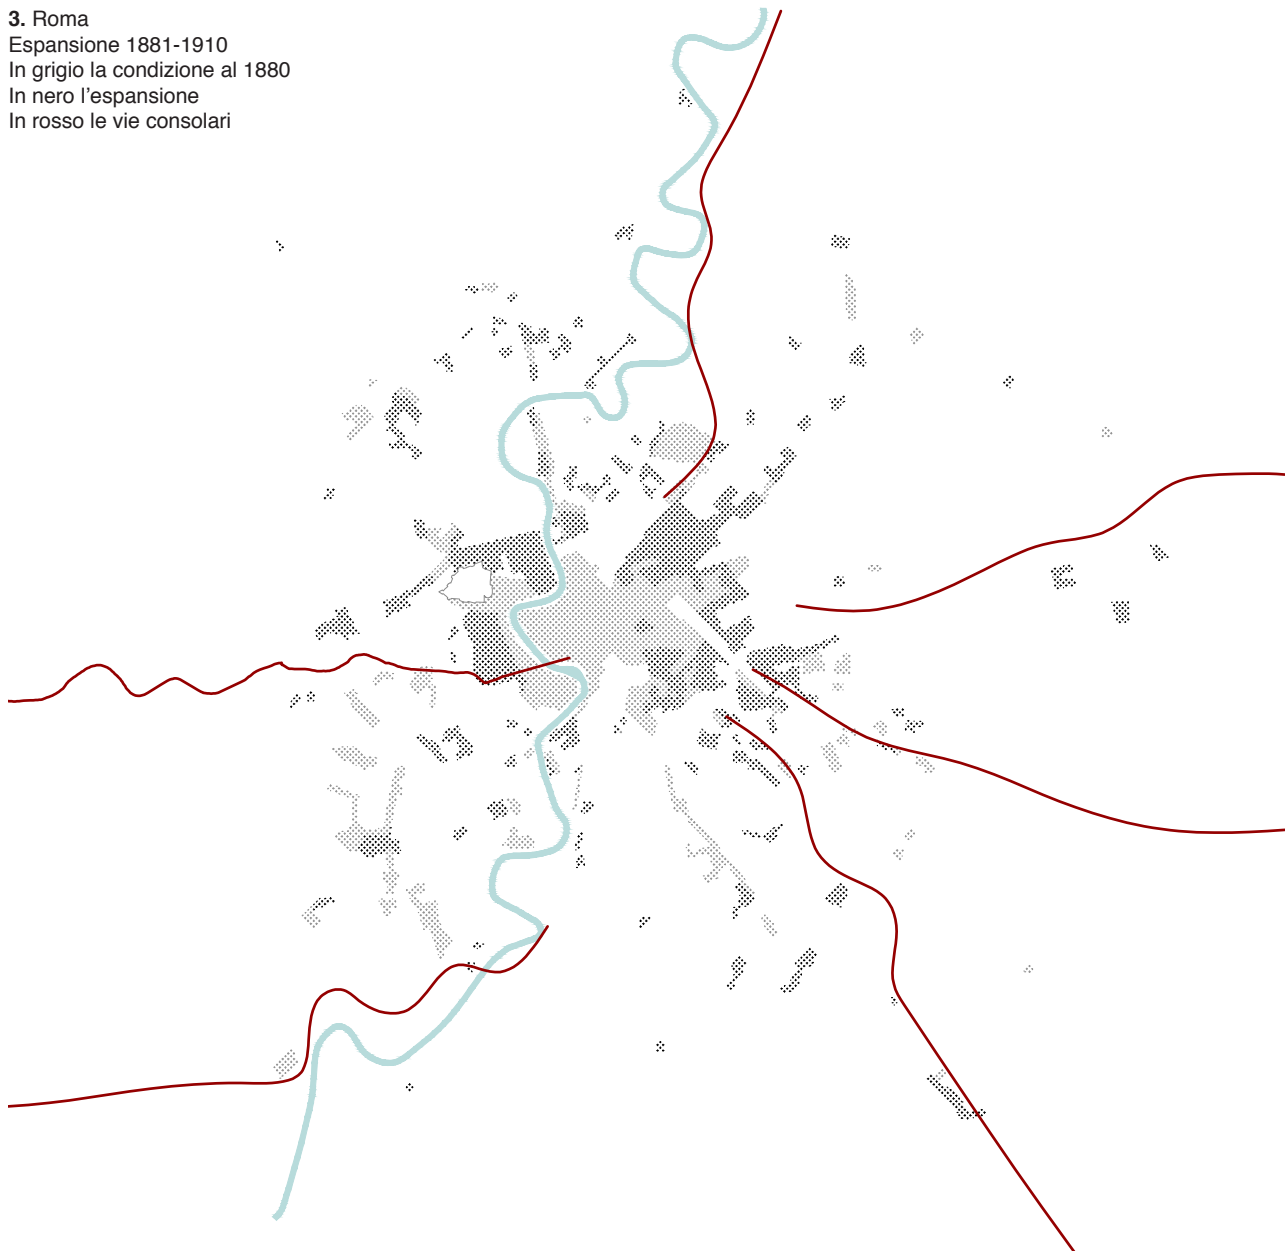 3. Roma
Espansione 1881-1910
In grigio la condizione al 1880
In nero l'espansione
In rosso le vie consolari